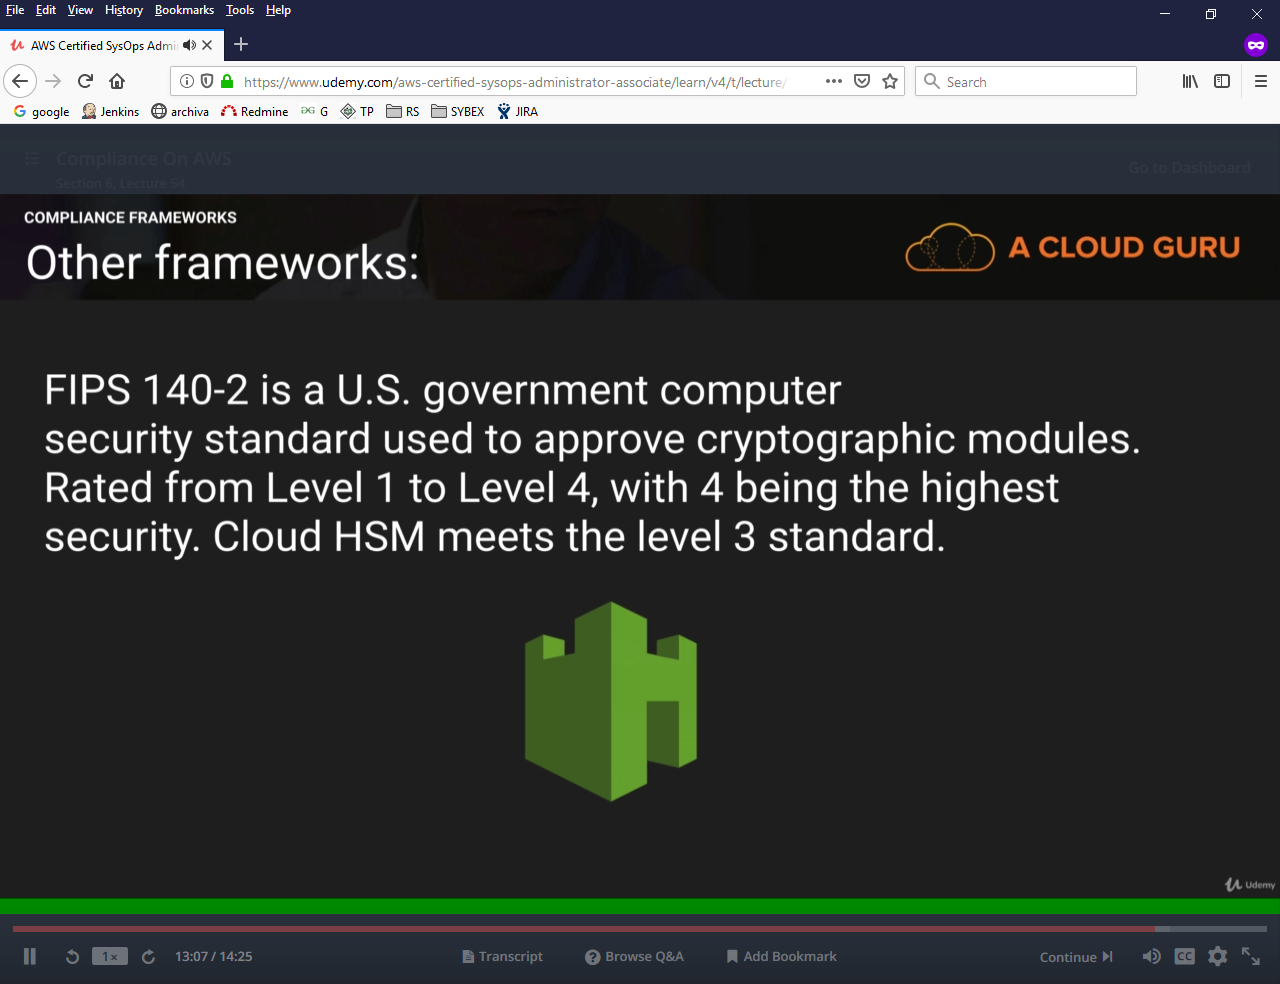 File Edit View History Bookmarks Tools Help
AWS Certified SysOps Admi
https://www.udemy.com/aws-certified-sysops-administrator-associate/learn/v4/t/lecture/
Search
google Jenkins archiva Redmine G TP RS SYBEX JIRA
Compliance On AWS
Section 6, Lecture 54
Go to Dashboard
COMPLIANCE FRAMEWORKS
Other frameworks:
A CLOUD GURU
FIPS 140-2 is a U.S. government computer
security standard used to approve cryptographic modules.
Rated from Level 1 to Level 4, with 4 being the highest
security. Cloud HSM meets the level 3 standard.
Udemy
1x
13:07 / 14:25
Transcript
Browse Q&A
Add Bookmark
Continue
CC